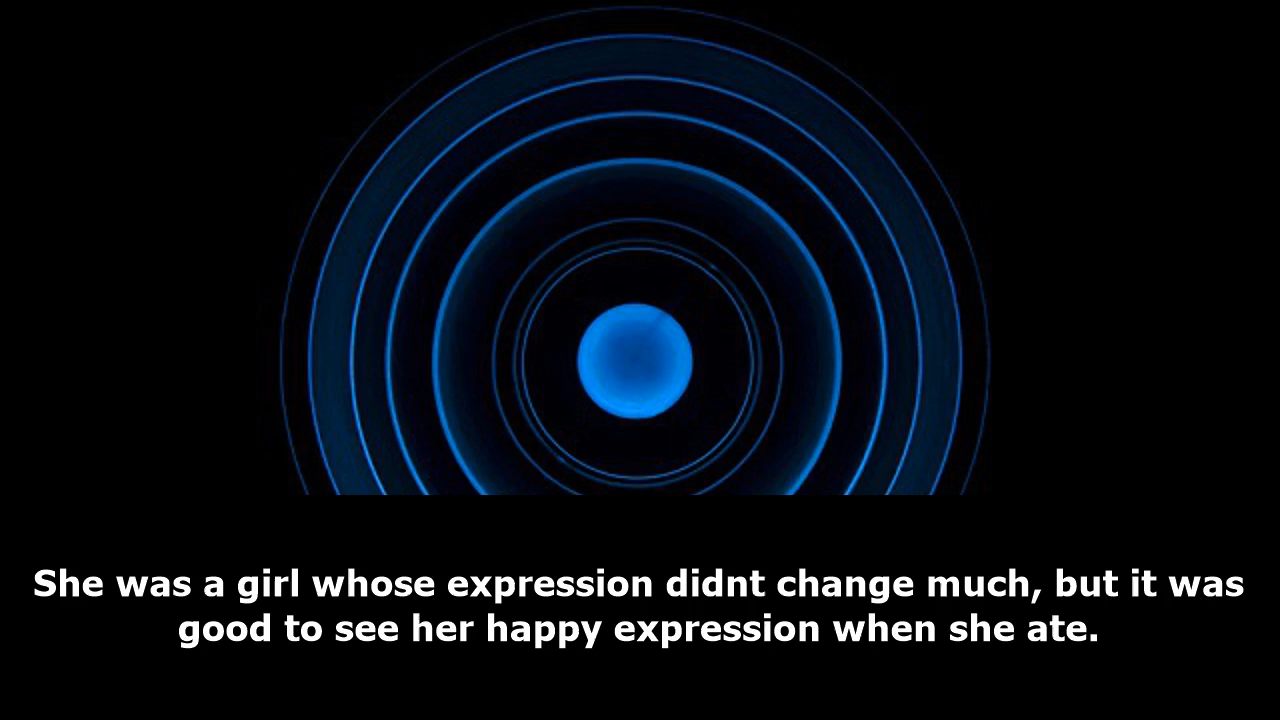 She was a girl whose expression didnt change much, but it was
good to see her happy expression when she ate.